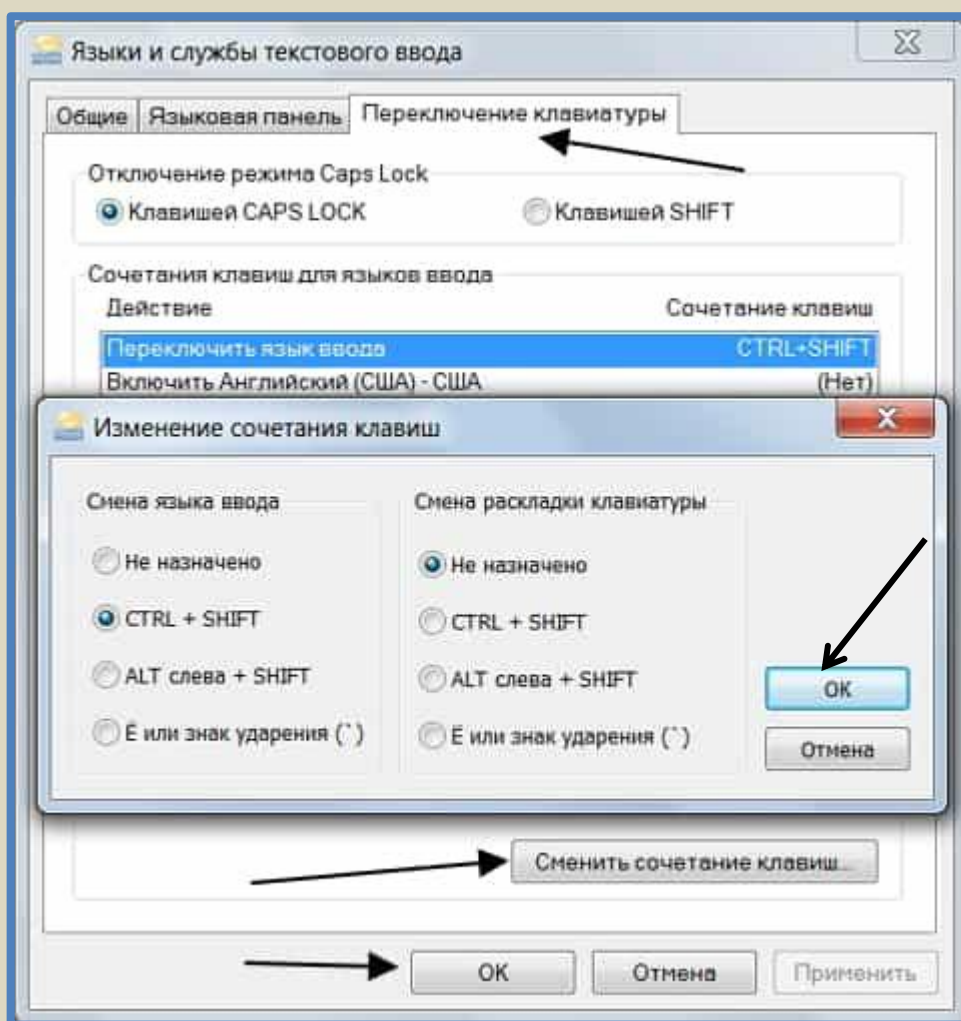 Языки и службы текстового ввода
Общие Языковая панель Переключение клавиатуры
Отключение режима Caps Lock
Клавишей CAPS LOCK Клавишей SHIFT
Сочетания клавиш для языков ввода
Действие Сочетание клавиш
Переключить язык ввода CTRL+SHIFT
Включить Английский (США) - США (Нет)
Изменение сочетания клавиш
Смена языка ввода Смена раскладки клавиатуры
Не назначено Не назначено
CTRL + SHIFT CTRL + SHIFT
ALT слева + SHIFT ALT слева + SHIFT
OK
Ё или знак ударения (`) Ё или знак ударения (`)
Отмена
Сменить сочетание клавиш...
OK Отмена Применить